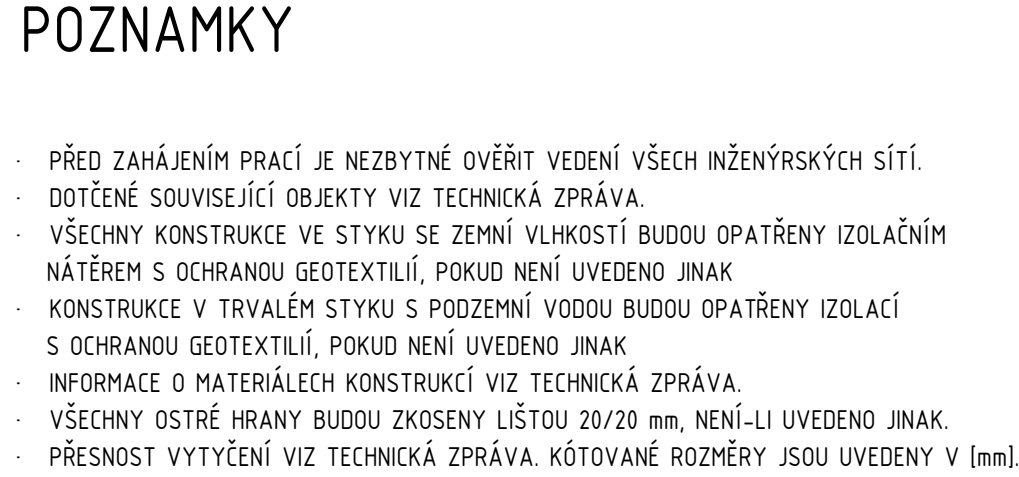 POZNAMKY
· PŘED ZAHÁJENÍM PRACÍ JE NEZBYTNÉ OVĚŘIT VEDENÍ VŠECH INŽENÝRSKÝCH SÍTÍ.
· DOTČENÉ SOUVISEJÍCÍ OBJEKTY VIZ TECHNICKÁ ZPRÁVA.
· VŠECHNY KONSTRUKCE VE STYKU SE ZEMNÍ VLHKOSTÍ BUDOU OPATŘENY IZOLAČNÍM
NÁTĚREM S OCHRANOU GEOTEXTILIÍ, POKUD NENÍ UVEDENO JINAK
· KONSTRUKCE V TRVALÉM STYKU S PODZEMNÍ VODOU BUDOU OPATŘENY IZOLACÍ
S OCHRANOU GEOTEXTILIÍ, POKUD NENÍ UVEDENO JINAK
· INFORMACE O MATERIÁLECH KONSTRUKCÍ VIZ TECHNICKÁ ZPRÁVA.
· VŠECHNY OSTRÉ HRANY BUDOU ZKOSENY LIŠTOU 20/20 mm, NENÍ-LI UVEDENO JINAK.
· PŘESNOST VYTYČENÍ VIZ TECHNICKÁ ZPRÁVA. KÓTOVANÉ ROZMĚRY JSOU UVEDENY V [mm].